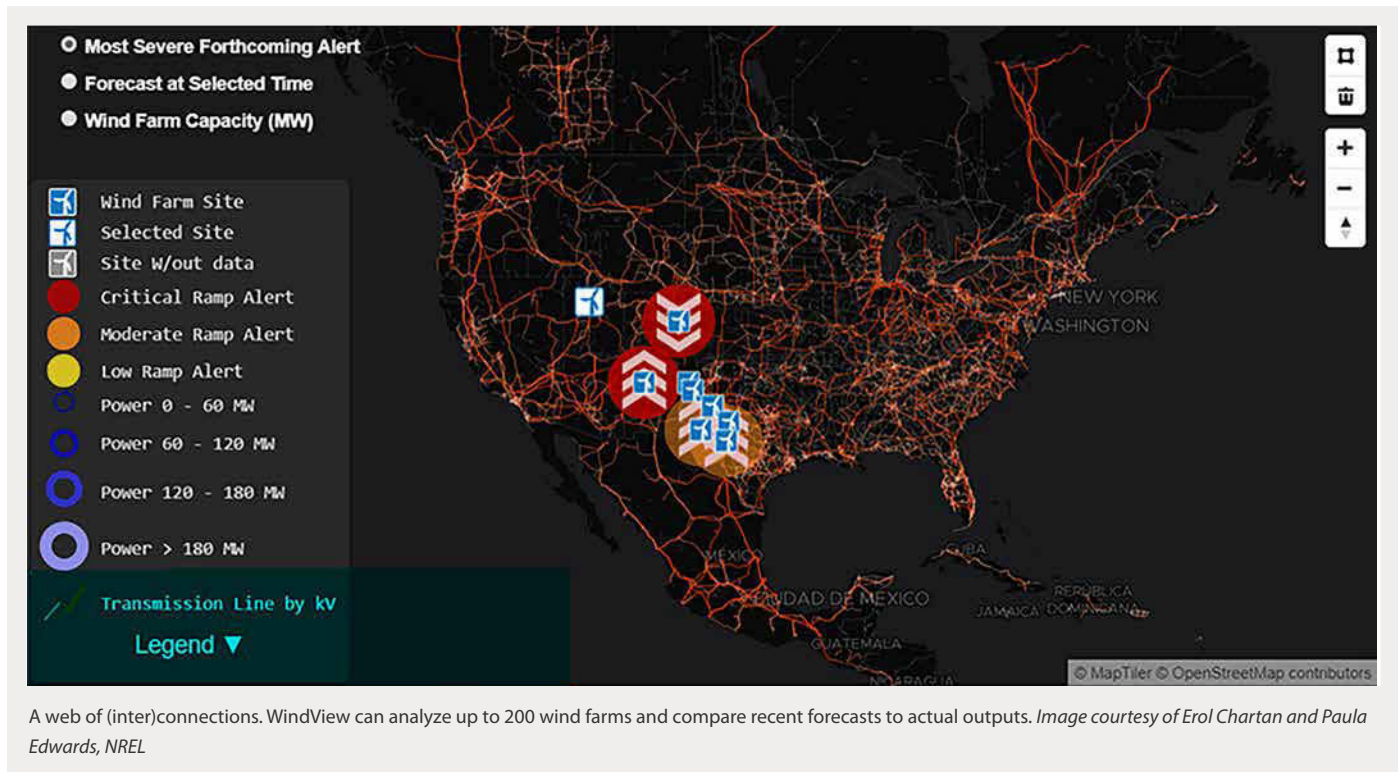 Most Severe Forthcoming Alert
Forecast at Selected Time
Wind Farm Capacity (MW)
Wind Farm Site
Selected Site
Site W/out data
Critical Ramp Alert
Moderate Ramp Alert
Low Ramp Alert
Power 0 - 60 MW
Power 60 - 120 MW
Power 120 - 180 MW
Power > 180 MW
Transmission Line by kV
Legend ▼
NEW YORK
WASHINGTON
MÉXICO
CUBA
CIUDAD DE MÉXICO
REPÚBLICA
JAMAICA DOMINICANA
GUATEMALA
NICARAGUA
© MapTiler © OpenStreetMap contributors
A web of (inter)connections. WindView can analyze up to 200 wind farms and compare recent forecasts to actual outputs. Image courtesy of Erol Chartan and Paula
Edwards, NREL